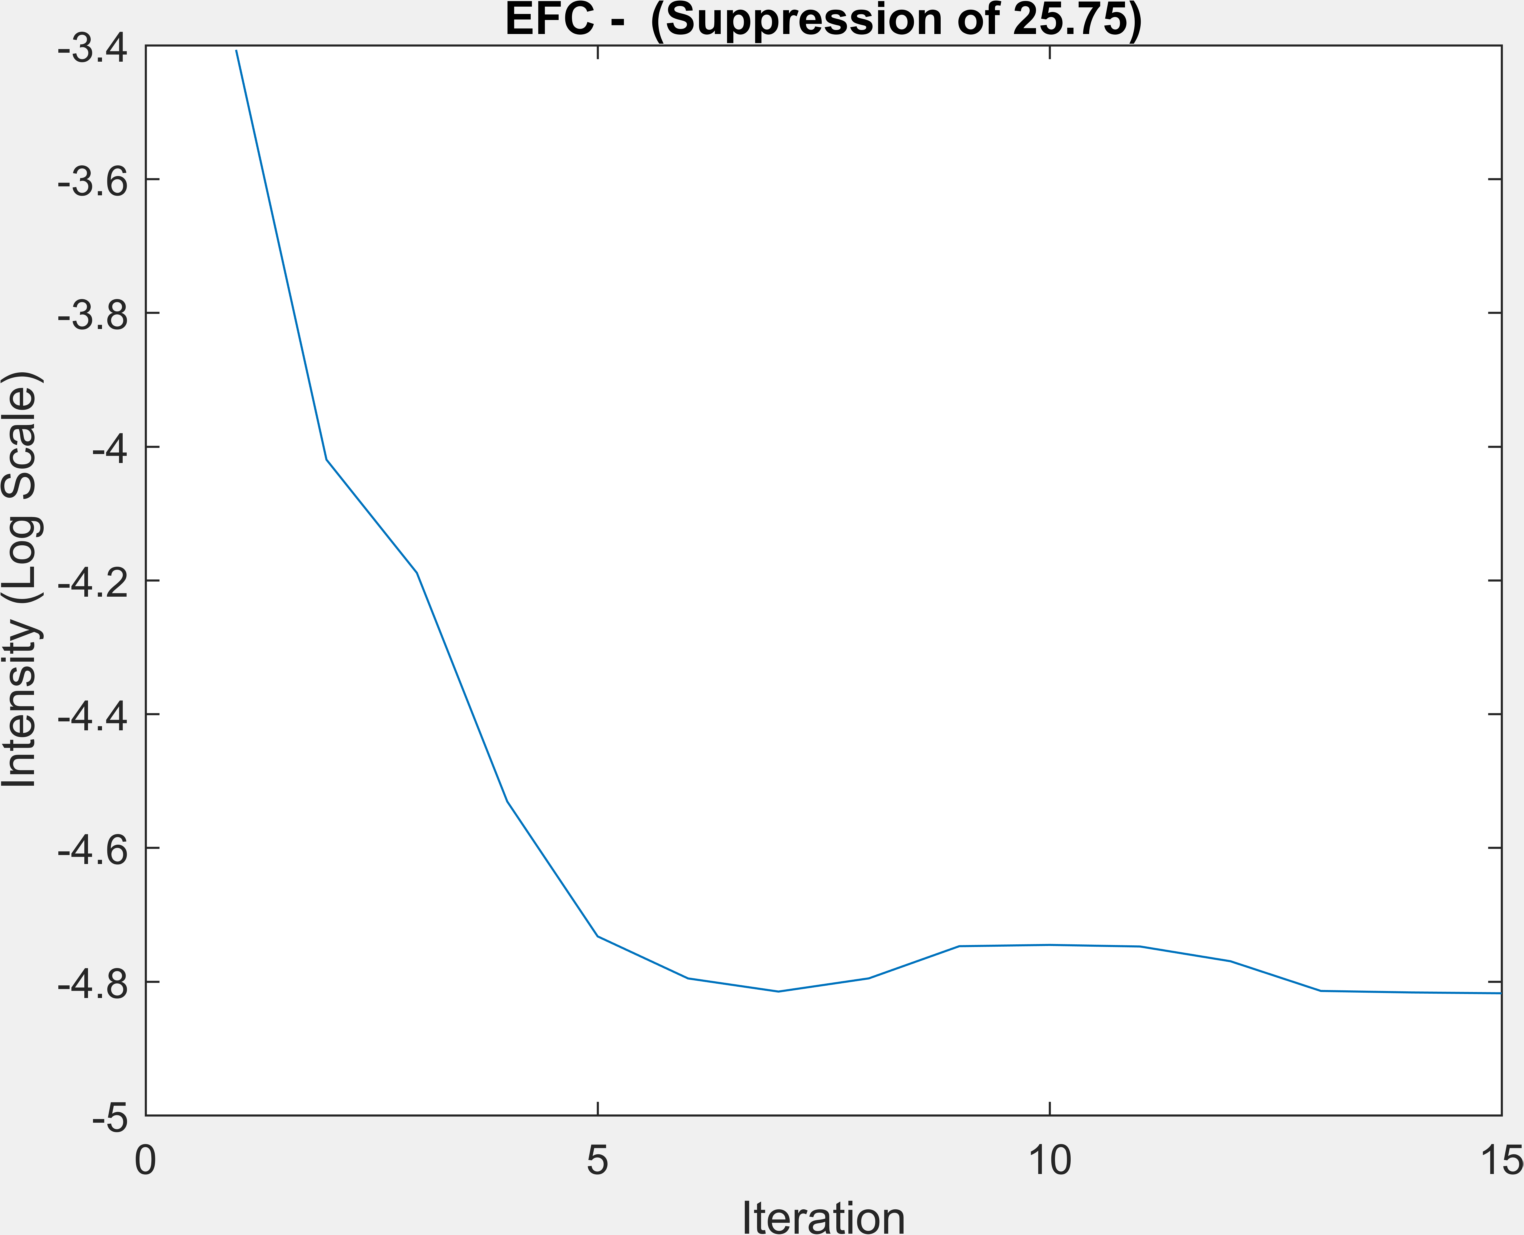 EFC -  (Suppression of 25.75)
-3.4
-3.6
-3.8
-4
-4.2
-4.4
-4.6
-4.8
-5
Intensity (Log Scale)
0 5 10 15
Iteration